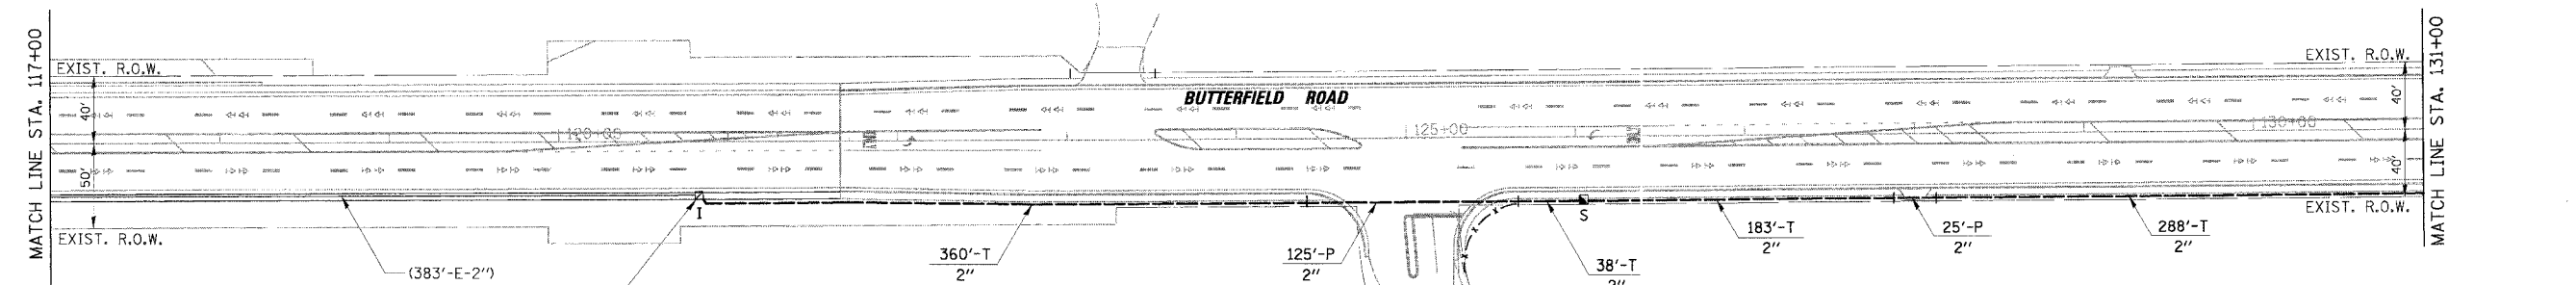 MATCH LINE STA. 117+00
EXIST. R.O.W.
EXIST. R.O.W.
MATCH LINE STA. 131+00
40'
40'
BUTTERFIELD ROAD
120+00
125+00
130+00
50'
40'
I
S
EXIST. R.O.W.
EXIST. R.O.W.
(383'-E-2")
360'-T
2"
125'-P
2"
38'-T
2"
183'-T
2"
25'-P
2"
288'-T
2"